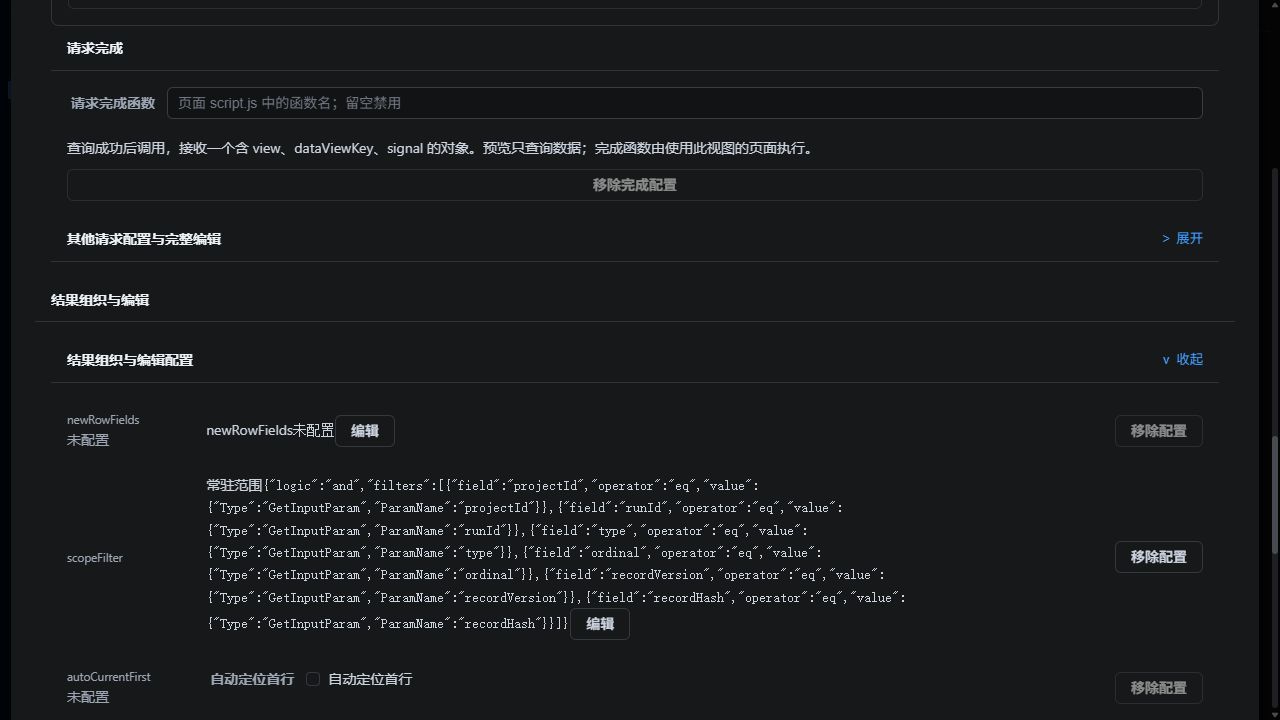 请求完成
请求完成函数 页面 script.js 中的函数名；留空禁用
查询成功后调用，接收一个含 view、dataViewKey、signal 的对象。预览只查询数据；完成函数由使用此视图的页面执行。
移除完成配置
其他请求配置与完整编辑 > 展开
结果组织与编辑
结果组织与编辑配置 v 收起
newRowFields
未配置
newRowFields未配置 编辑 移除配置
常驻范围{"logic":"and","filters":[{"field":"projectId","operator":"eq","value":
{"Type":"GetInputParam","ParamName":"projectId"}},{"field":"runId","operator":"eq","value":
{"Type":"GetInputParam","ParamName":"runId"}},{"field":"type","operator":"eq","value":
{"Type":"GetInputParam","ParamName":"type"}},{"field":"ordinal","operator":"eq","value":
scopeFilter 移除配置
{"Type":"GetInputParam","ParamName":"ordinal"}},{"field":"recordVersion","operator":"eq","value":
{"Type":"GetInputParam","ParamName":"recordVersion"}},{"field":"recordHash","operator":"eq","value":
{"Type":"GetInputParam","ParamName":"recordHash"}}]} 编辑
autoCurrentFirst
未配置
自动定位首行 自动定位首行 移除配置